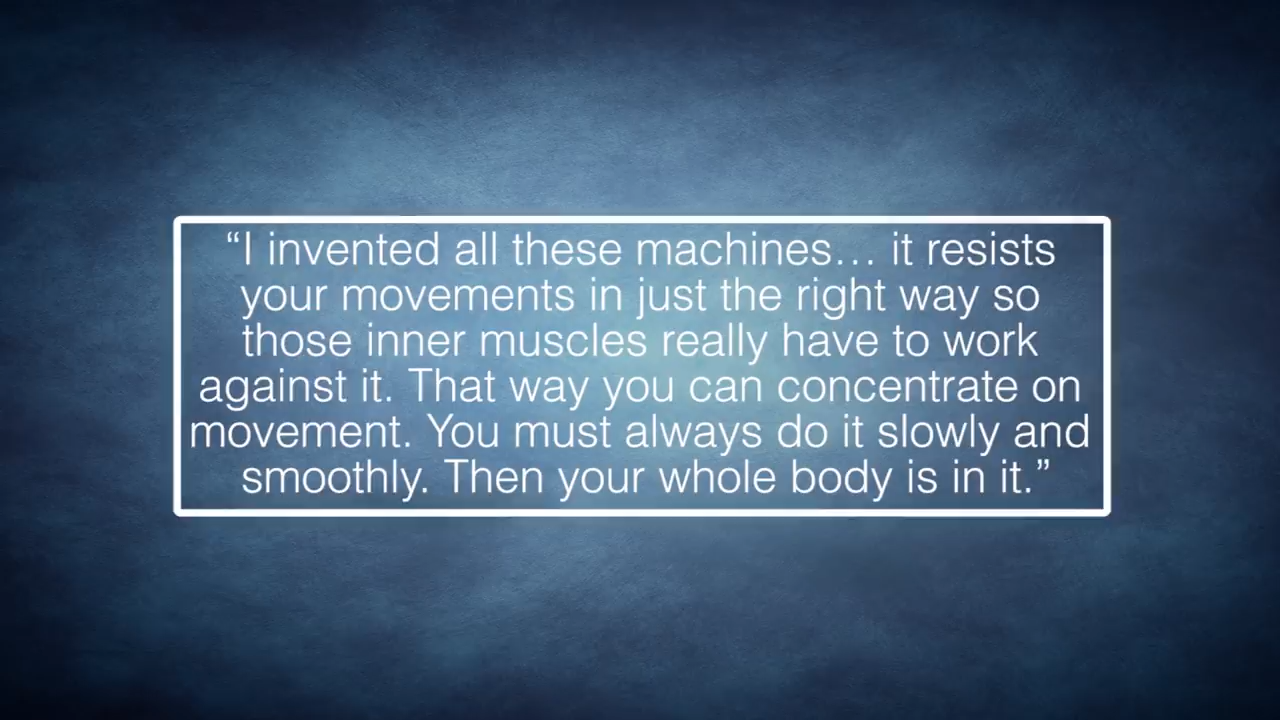 “I invented all these machines… it resists
your movements in just the right way so
those inner muscles really have to work
against it. That way you can concentrate on
movement. You must always do it slowly and
smoothly. Then your whole body is in it.”